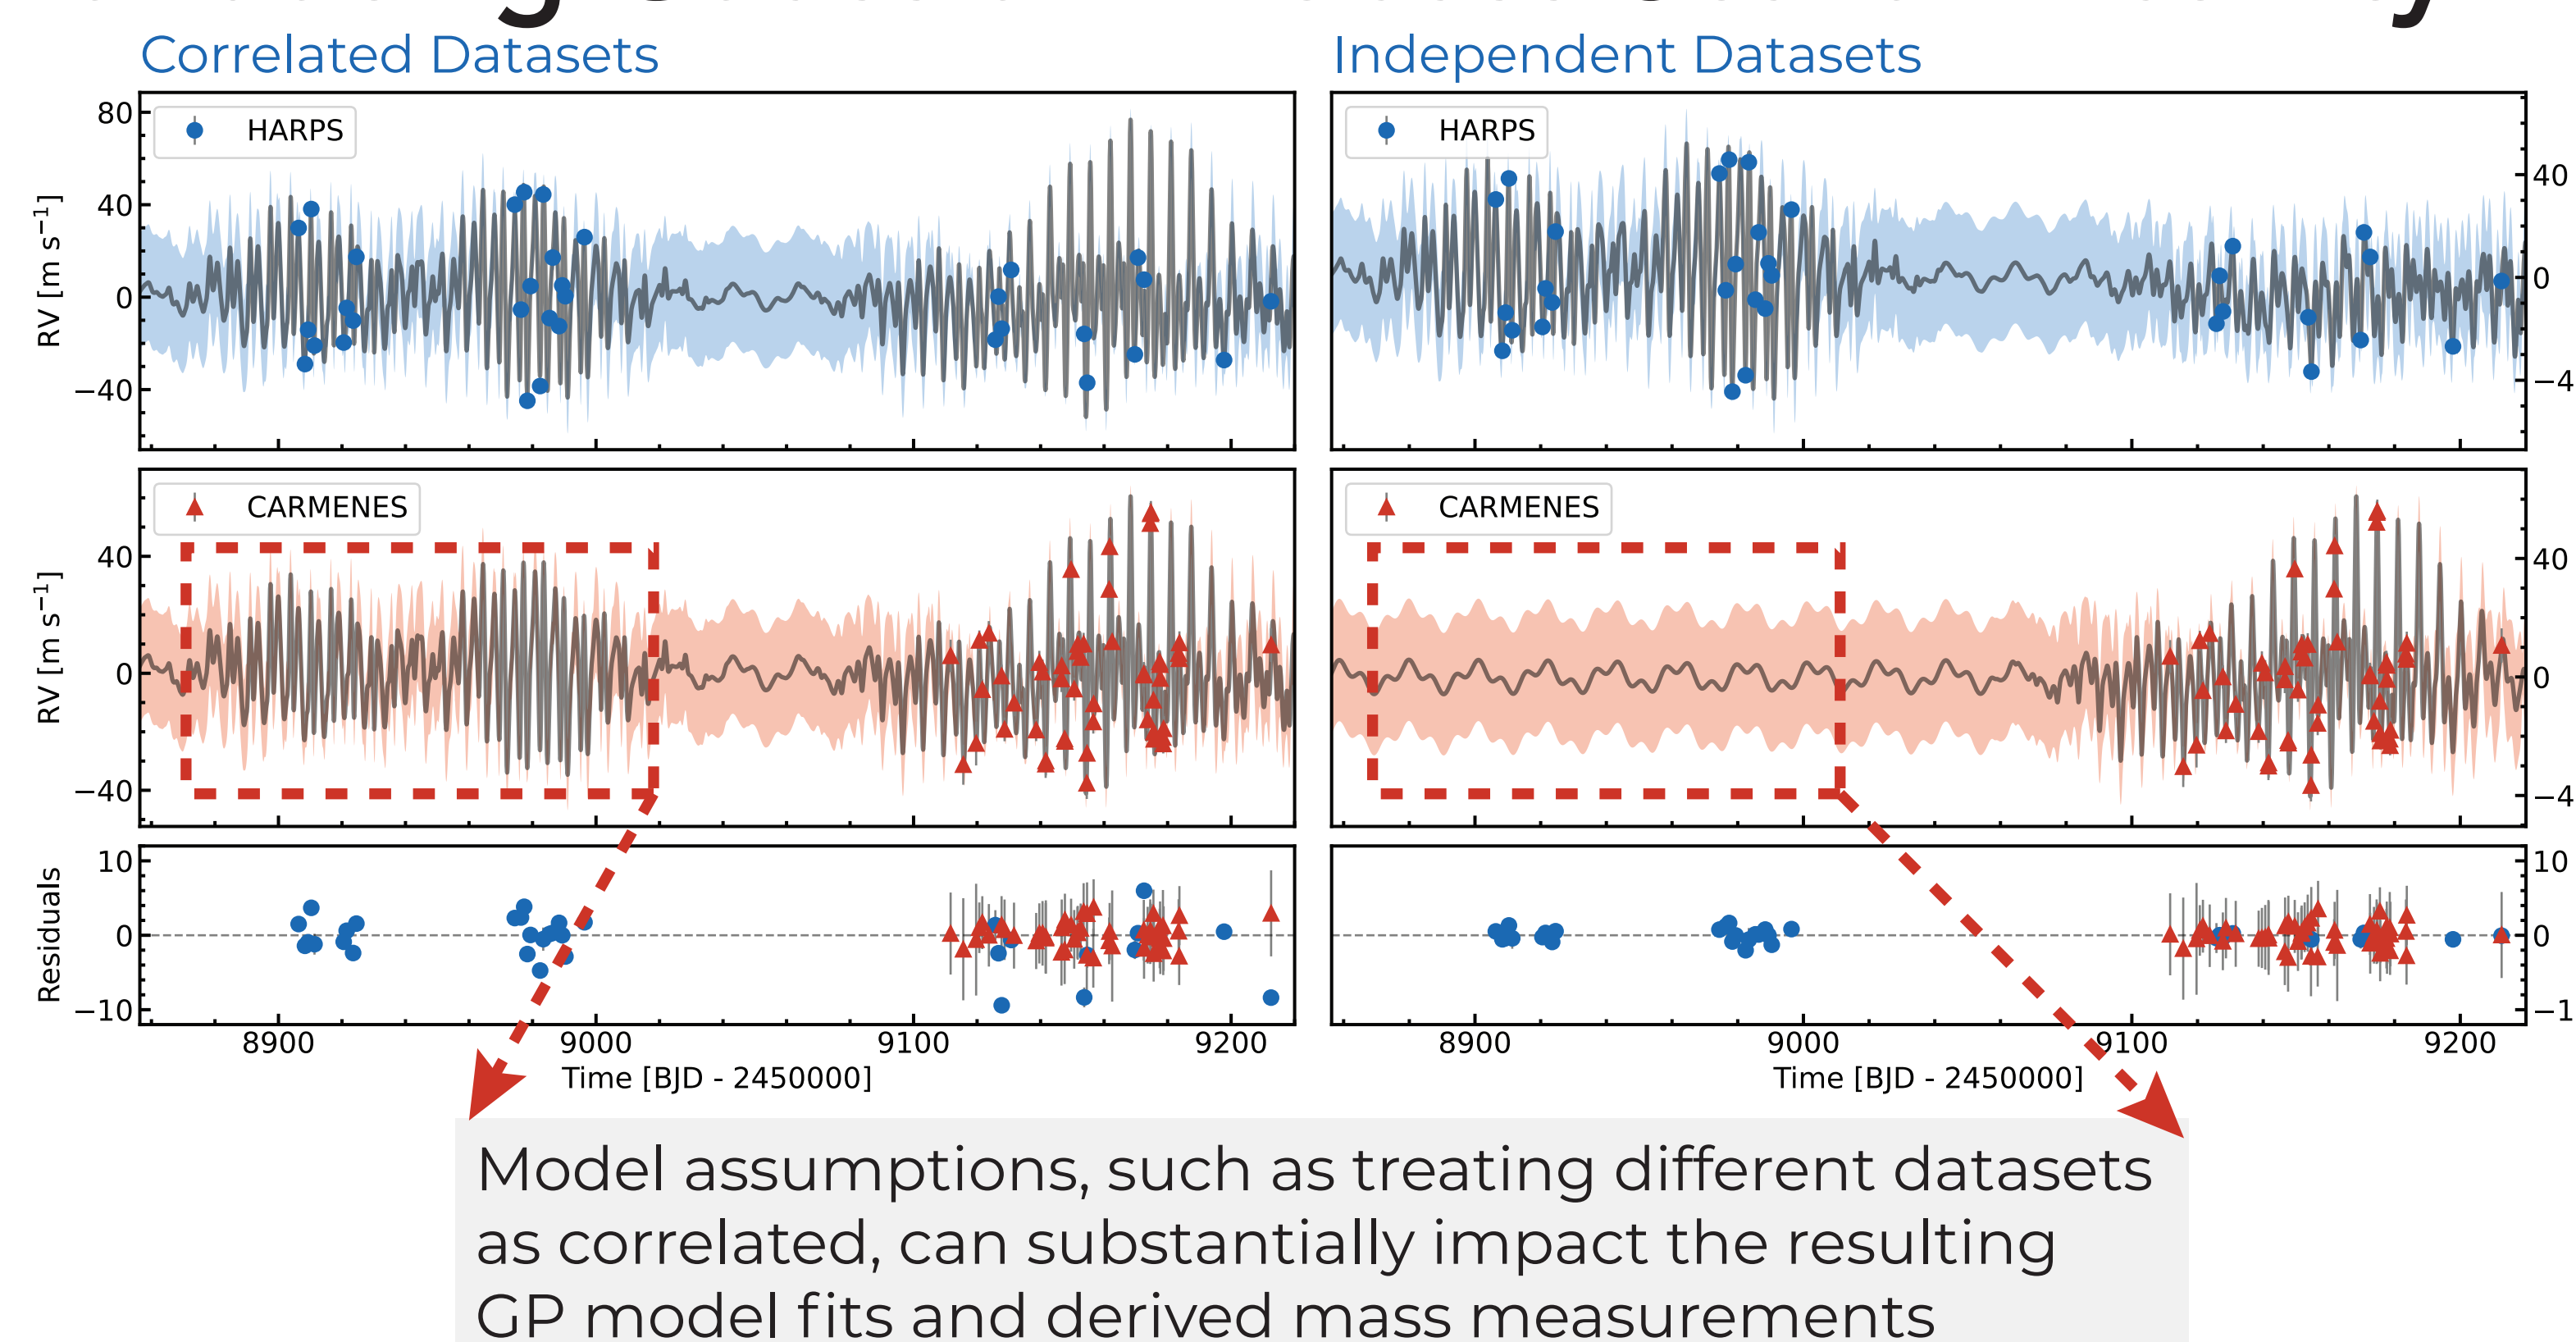 Correlated Datasets
Independent Datasets
HARPS
HARPS
RV [m s⁻¹]
80
40
0
−40
40
0
−4
CARMENES
CARMENES
RV [m s⁻¹]
40
0
−40
40
0
−4
Residuals
10
0
−10
10
0
−1
8900 9000 9100 9200
8900 9000 9100 9200
Time [BJD - 2450000]
Time [BJD - 2450000]
Model assumptions, such as treating different datasets
as correlated, can substantially impact the resulting
GP model fits and derived mass measurements